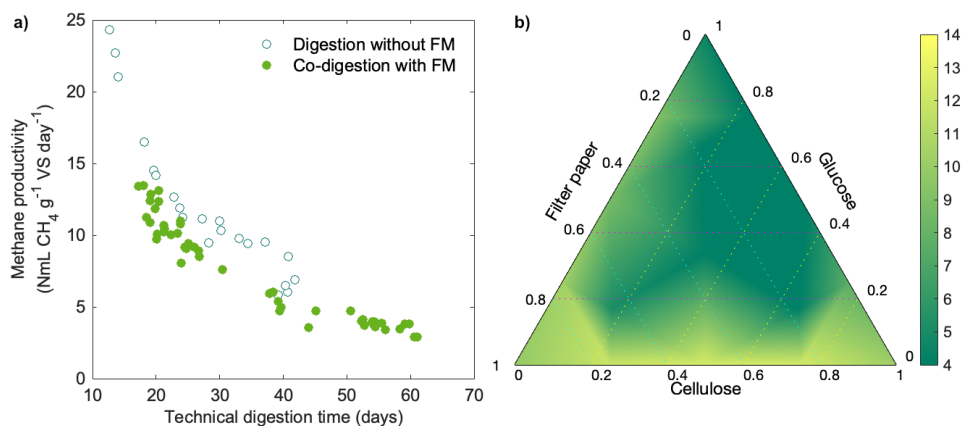 a)
Methane productivity
(NmL CH₄ g⁻¹ VS day⁻¹)
25
20
15
10
5
0
10 20 30 40 50 60 70
Technical digestion time (days)
Digestion without FM
Co-digestion with FM
b)
0 1
0.2 0.8
0.4 0.6
0.6 0.4
0.8 0.2
1 0
Filter paper
Glucose
0 0.2 0.4 0.6 0.8 1
Cellulose
14
13
12
11
10
9
8
7
6
5
4